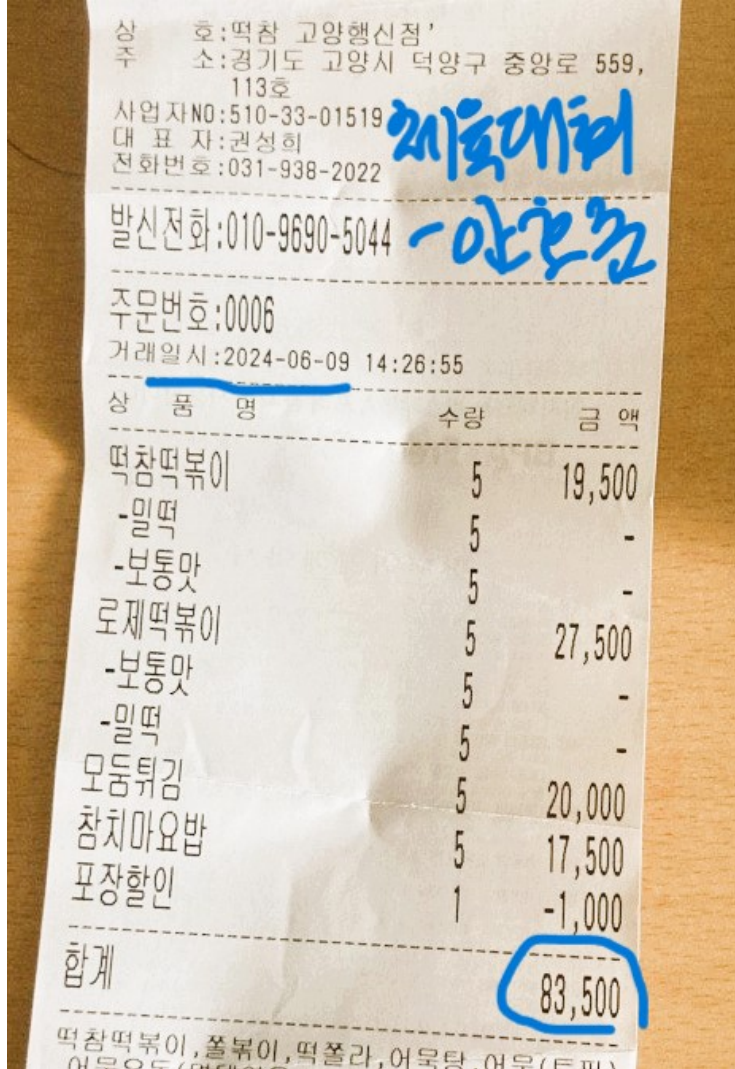 상 호:떡참 고양행신점'
주 소:경기도 고양시 덕양구 중앙로 559,
113호
사업자NO:510-33-01519
대 표 자:권성희
전화번호:031-938-2022
체육대회
발신전화:010-9690-5044
주문번호:0006
거래일시:2024-06-09 14:26:55
상 품 명 수량 금 액
떡참떡볶이 5 19,500
-밀떡 5 -
-보통맛 5 -
로제떡볶이 5 27,500
-보통맛 5 -
-밀떡 5 -
모둠튀김 5 20,000
참치마요밥 5 17,500
포장할인 1 -1,000
합계 83,500
떡참떡볶이,쫄볶이,떡쫄라,어묵탕,어묵(토핑)